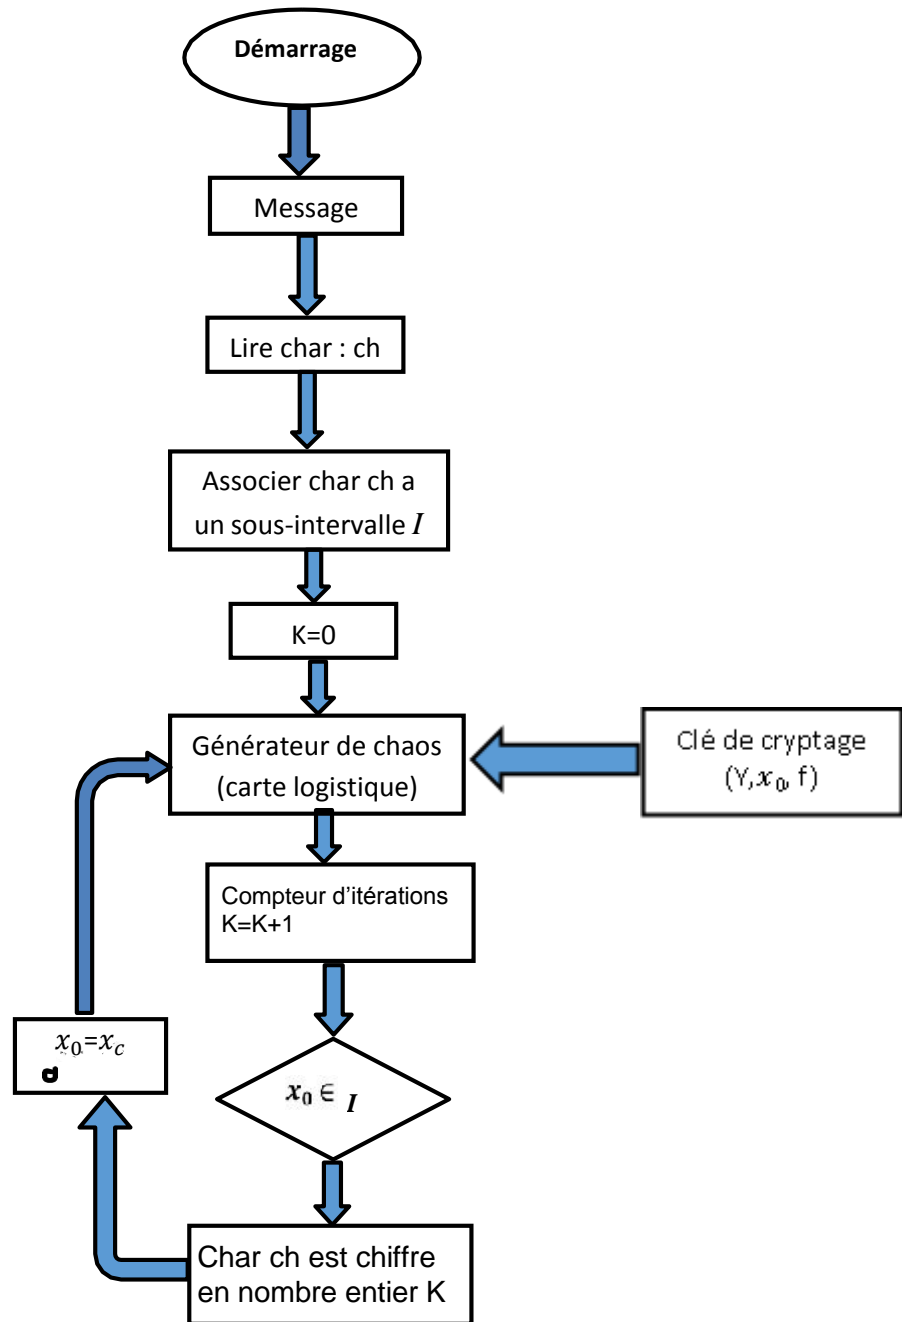 Démarrage
Message
Lire char : ch
Associer char ch a
un sous-intervalle I
K=0
Générateur de chaos
(carte logistique)
Clé de cryptage
(Y, x₀, f)
Compteur d'itérations
K=K+1
x₀=x_c
x₀ ∈ I
Char ch est chiffre
en nombre entier K